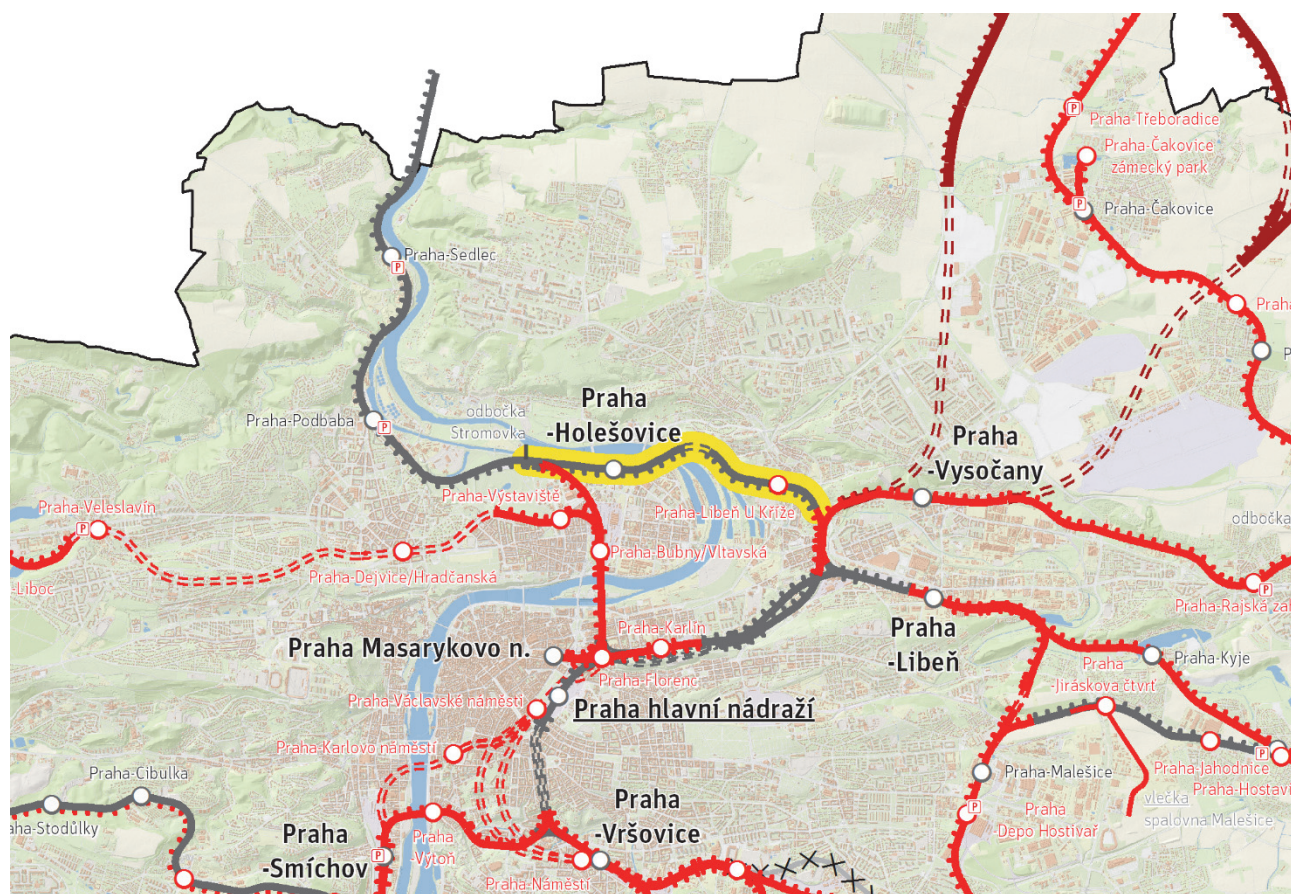 Praha-Třeboradice
Praha-Čakovice
zámecký park
P
P
Praha-Čakovice
Praha-Sedlec
P
Praha
Praha-Podbaba
P
odbočka
Stromovka
Praha
-Holešovice
Praha
-Vysočany
Praha-Veleslavín
P
Praha-Výstaviště
Praha-Libeň u Kříže
odbočka
Praha-Bubny/Vltavská
-Liboc
Praha-Dejvice/Hradčanská
P
Praha-Rajská za
Praha-Karlín
Praha
-Libeň
Praha Masarykovo n.
Praha-Florenc
Praha-Kyje
Praha
-Jiráskova čtvrť
Praha-Václavské náměstí
Praha hlavní nádraží
Praha-Karlovo náměstí
P
Praha-Cibulka
Praha-Malešice
Praha-Jahodnice
Praha-Hostavi
aha-Stodůlky
P
Praha
-Depo Hostivař
vlečka
spalovna Malešice
Praha
-Vršovice
Praha
-Smíchov
P
Praha
-Výtoň
Praha-Náměstí